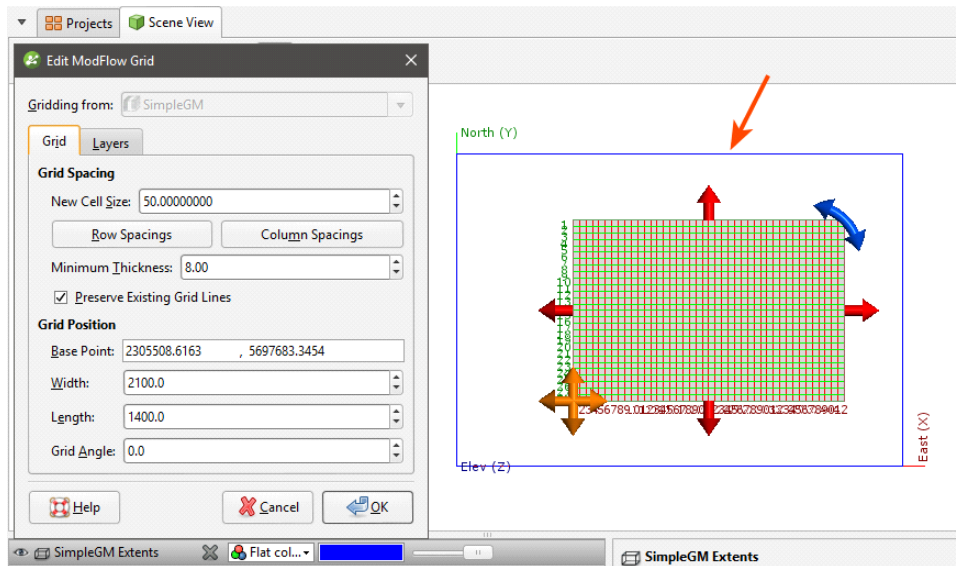 Projects
Scene View
Edit ModFlow Grid
Gridding from: SimpleGM
Grid
Layers
Grid Spacing
New Cell Size: 50.00000000
Row Spacings
Column Spacings
Minimum Thickness: 8.00
Preserve Existing Grid Lines
Grid Position
Base Point: 2305508.6163 , 5697683.3454
Width: 2100.0
Length: 1400.0
Grid Angle: 0.0
Help
Cancel
OK
North (Y)
Elev (Z)
East (X)
SimpleGM Extents
Flat col...
SimpleGM Extents